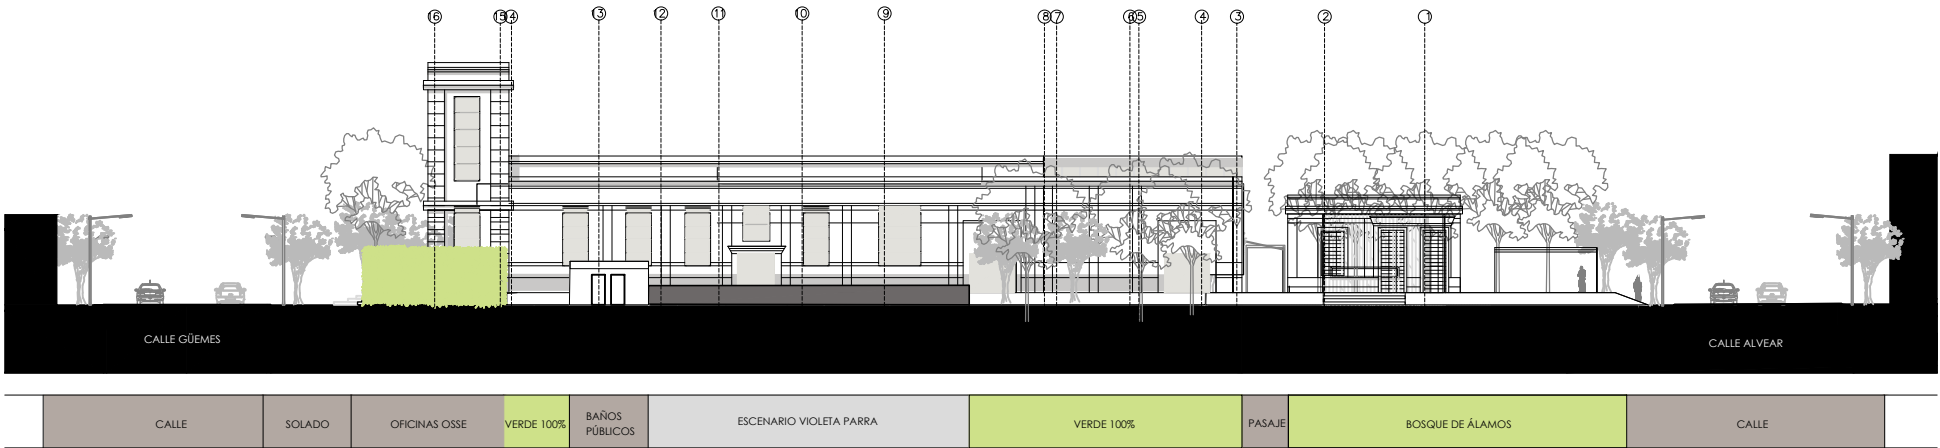 16 15 14 13 12 11 10 9 8 7 6 5 4 3 2 1
CALLE GÜEMES
CALLE ALVEAR
CALLE
SOLADO
OFICINAS OSSE
VERDE 100%
BAÑOS
PÚBLICOS
ESCENARIO VIOLETA PARRA
VERDE 100%
PASAJE
BOSQUE DE ÁLAMOS
CALLE